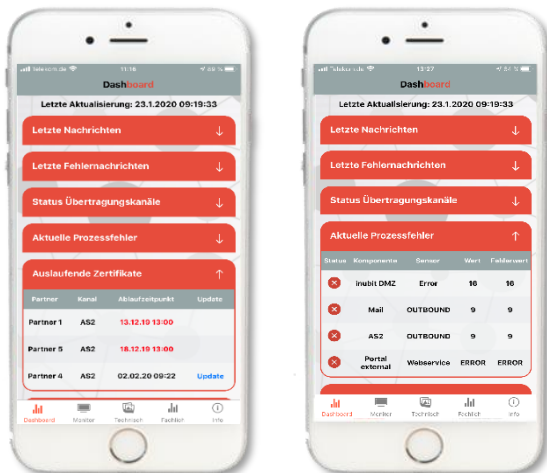 Telekom.de 11:16
Dashboard
Letzte Aktualisierung: 23.1.2020 09:19:33
Letzte Nachrichten
Letzte Fehlernachrichten
Status Übertragungskanäle
Aktuelle Prozessfehler
Auslaufende Zertifikate
Partner Kanal Ablaufzeitpunkt Update
Partner 1 AS2 13.12.19 13:00
Partner 5 AS2 18.12.19 13:00
Partner 4 AS2 02.02.20 09:22 Update
Dashboard Monitor Technisch Fachlich Info
13:27
Dashboard
Letzte Aktualisierung: 23.1.2020 09:19:33
Letzte Nachrichten
Letzte Fehlernachrichten
Status Übertragungskanäle
Aktuelle Prozessfehler
Status Komponente Sensor Wert Fehlerwert
inubit DMZ Error 16 16
Mail OUTBOUND 9 9
AS2 OUTBOUND 9 9
Portal
external Webservice ERROR ERROR
Dashboard Monitor Technisch Fachlich Info